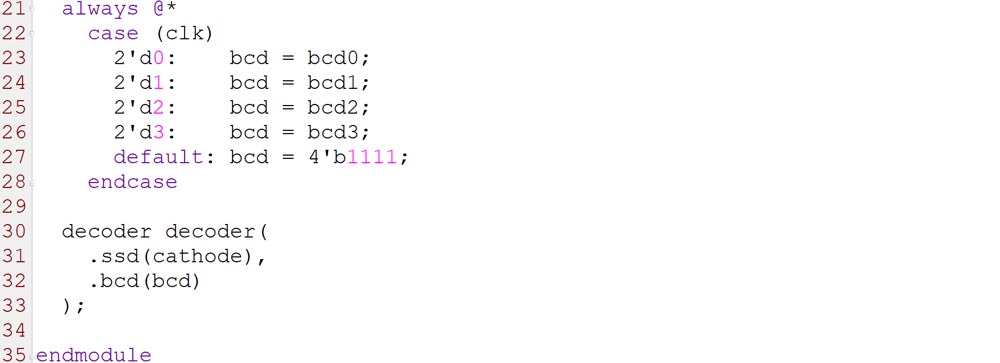 21 always @*
22 case (clk)
23 2'd0: bcd = bcd0;
24 2'd1: bcd = bcd1;
25 2'd2: bcd = bcd2;
26 2'd3: bcd = bcd3;
27 default: bcd = 4'b1111;
28 endcase
29
30 decoder decoder(
31 .ssd(cathode),
32 .bcd(bcd)
33 );
34
35 endmodule